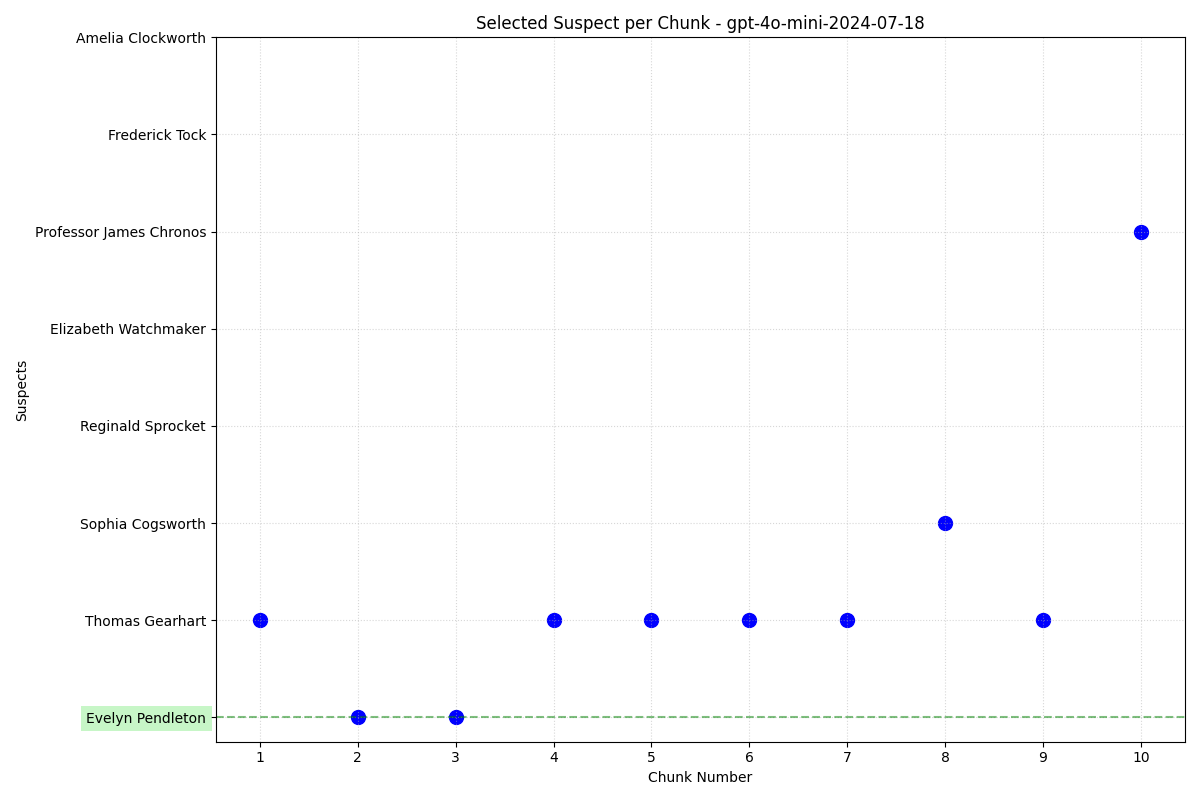 Selected Suspect per Chunk - gpt-4o-mini-2024-07-18
Amelia Clockworth
Frederick Tock
Professor James Chronos
Elizabeth Watchmaker
Reginald Sprocket
Sophia Cogsworth
Thomas Gearhart
Evelyn Pendleton
Suspects
1 2 3 4 5 6 7 8 9 10
Chunk Number